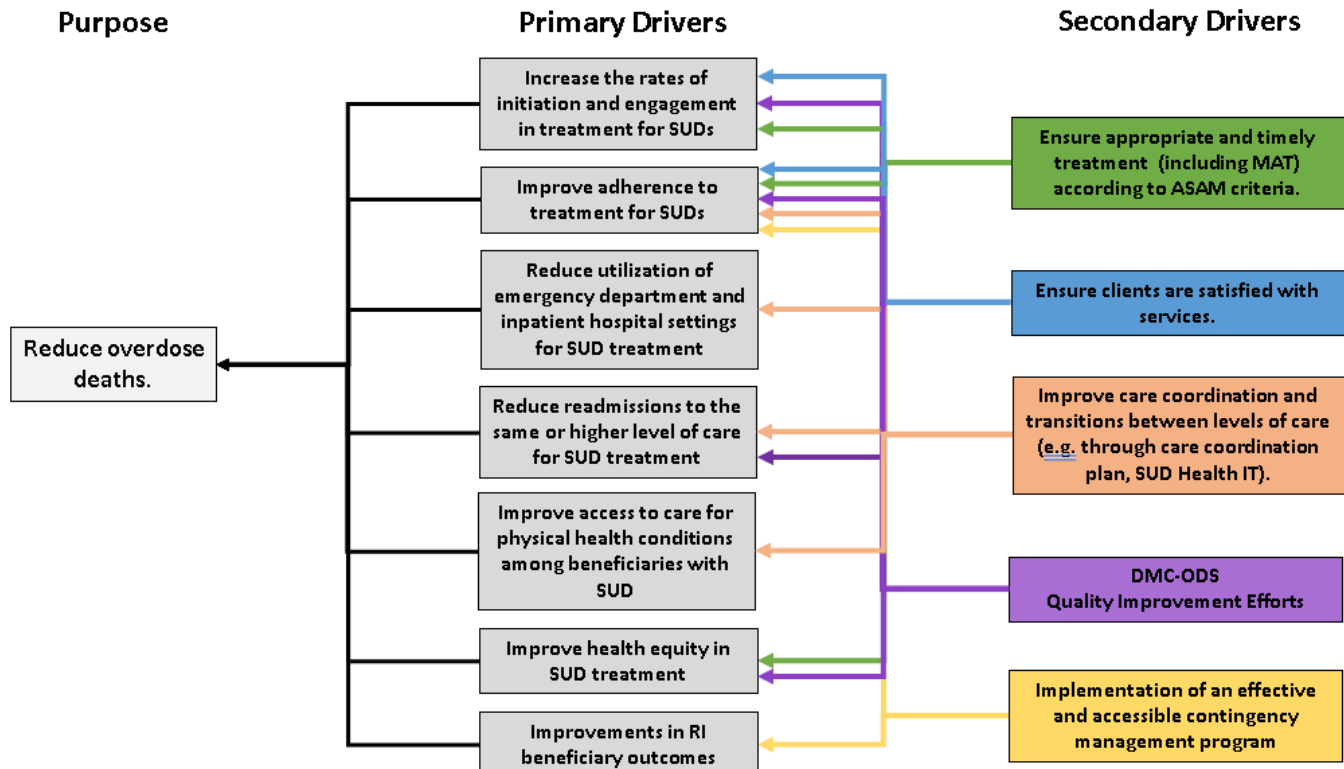 Purpose
Primary Drivers
Secondary Drivers
Reduce overdose
deaths.
Increase the rates of
initiation and engagement
in treatment for SUDs
Improve adherence to
treatment for SUDs
Reduce utilization of
emergency department and
inpatient hospital settings
for SUD treatment
Reduce readmissions to the
same or higher level of care
for SUD treatment
Improve access to care for
physical health conditions
among beneficiaries with
SUD
Improve health equity in
SUD treatment
Improvements in RI
beneficiary outcomes
Ensure appropriate and timely
treatment (including MAT)
according to ASAM criteria.
Ensure clients are satisfied with
services.
Improve care coordination and
transitions between levels of care
(e.g. through care coordination
plan, SUD Health IT).
DMC-ODS
Quality Improvement Efforts
Implementation of an effective
and accessible contingency
management program